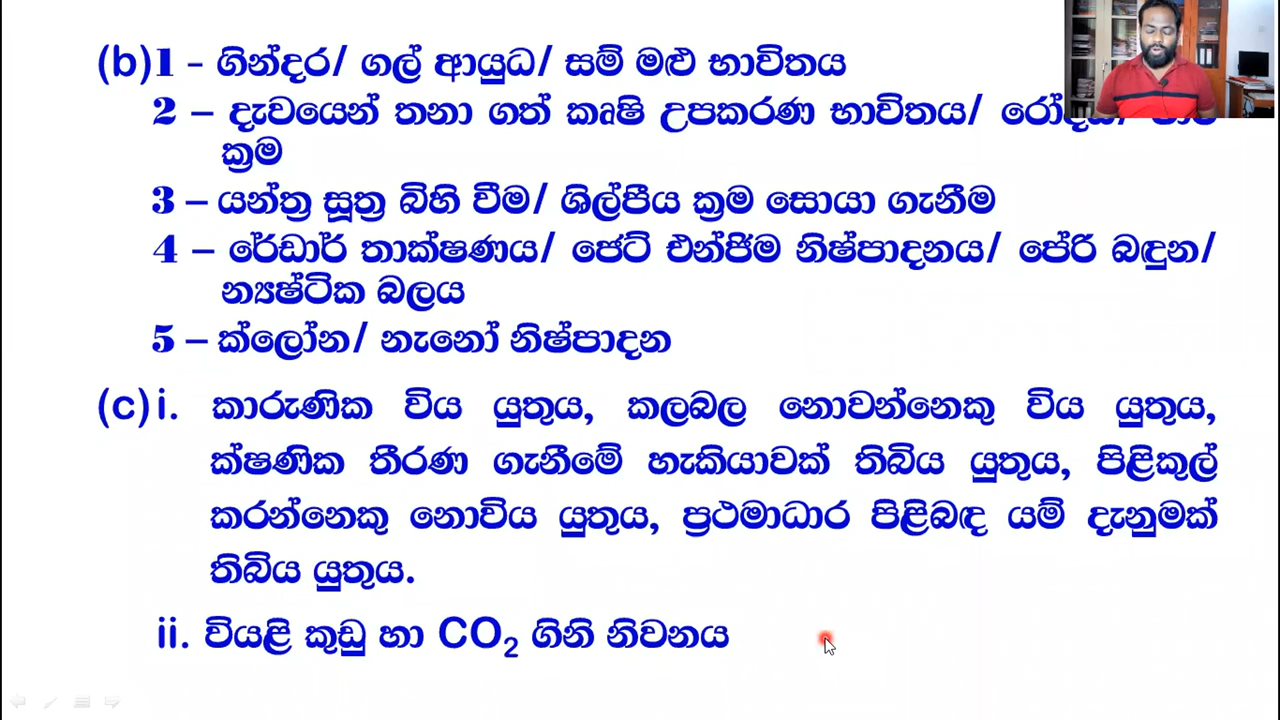 (b)1 - ගින්දර/ ගල් ආයුධ/ සම් මළු භාවිතය
2 – දැවයෙන් තනා ගත් කෘෂි උපකරණ භාවිතය/
ක්‍රම
3 – යන්ත්‍ර සූත්‍ර බිහි වීම/ ශිල්පීය ක්‍රම සොයා ගැනීම
4 – රේඩාර් තාක්ෂණය/ ජෙට් එන්ජිම නිෂ්පාදනය/ පේරි බඳුන/
න්‍යෂ්ටික බලය
5 – ක්ලෝන/ නැනෝ නිෂ්පාදන
(c) i. කාරුණික විය යුතුය, කලබල නොවන්නෙකු විය යුතුය,
ක්ෂණික තීරණ ගැනීමේ හැකියාවක් තිබිය යුතුය, පිළිකුල්
කරන්නෙකු නොවිය යුතුය, ප්‍රථමාධාර පිළිබඳ යම් දැනුමක්
තිබිය යුතුය.
ii. වියළි කුඩු හා CO₂ ගිනි නිවනය